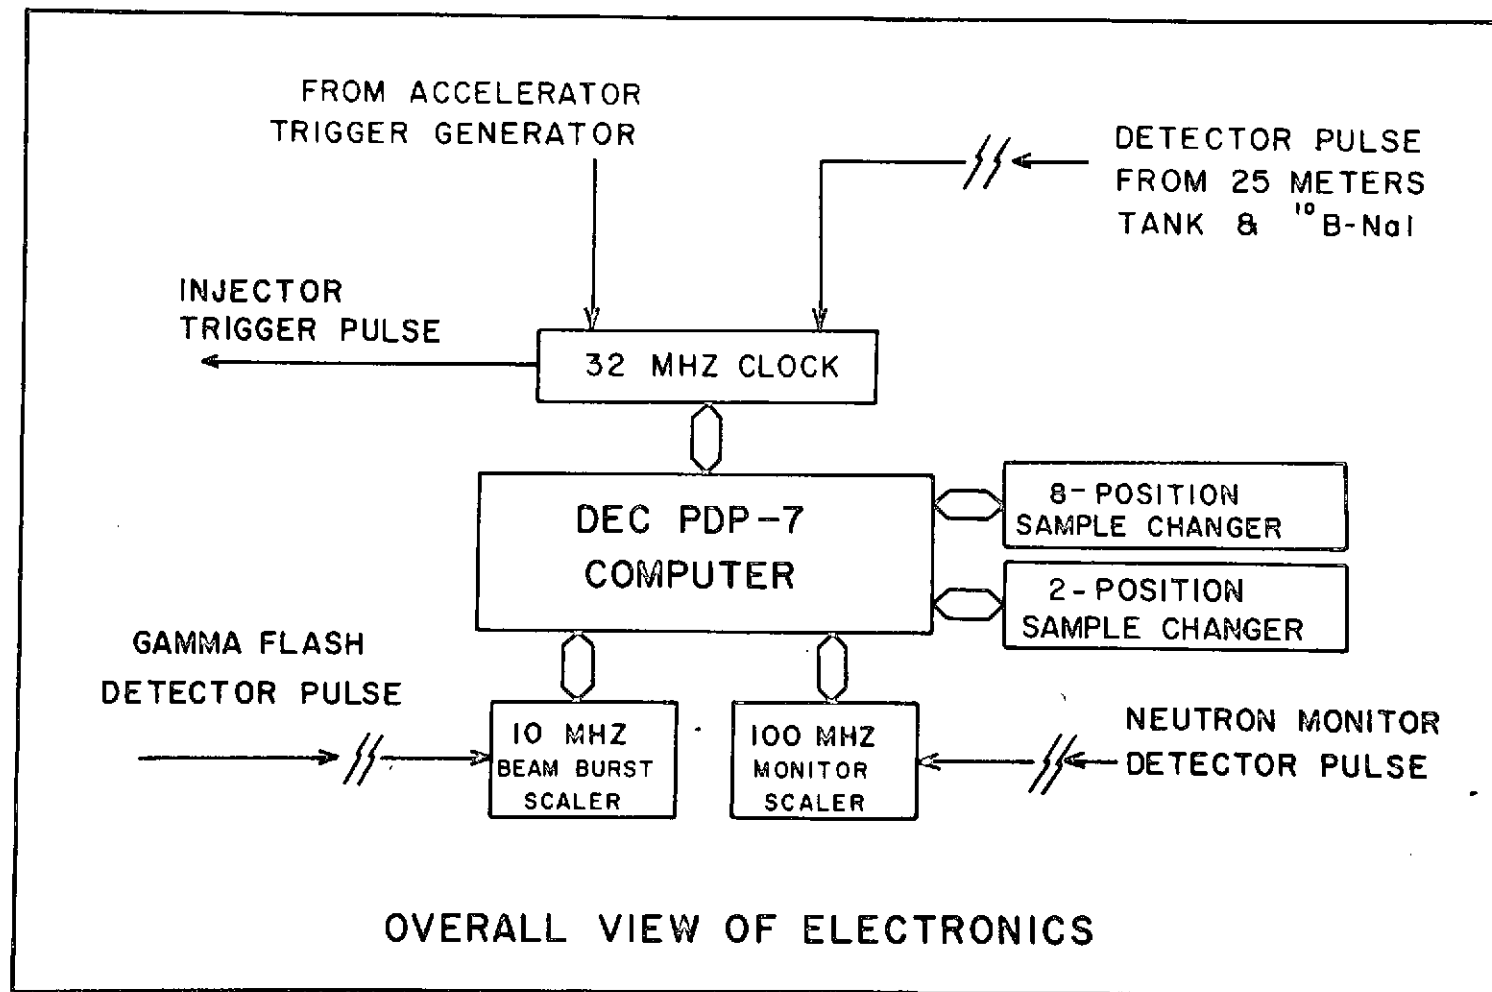 FROM ACCELERATOR
TRIGGER GENERATOR
DETECTOR PULSE
FROM 25 METERS
TANK & ¹⁰B-NaI
INJECTOR
TRIGGER PULSE
32 MHZ CLOCK
DEC PDP-7
COMPUTER
8-POSITION
SAMPLE CHANGER
2-POSITION
SAMPLE CHANGER
GAMMA FLASH
DETECTOR PULSE
10 MHZ
BEAM BURST
SCALER
100 MHZ
MONITOR
SCALER
NEUTRON MONITOR
DETECTOR PULSE
OVERALL VIEW OF ELECTRONICS